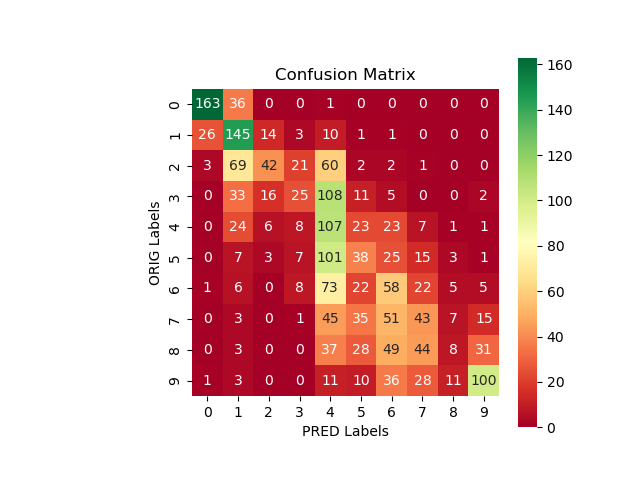 Confusion Matrix
0 163 36 0 0 1 0 0 0 0 0
1 26 145 14 3 10 1 1 0 0 0
2 3 69 42 21 60 2 2 1 0 0
3 0 33 16 25 108 11 5 0 0 2
4 0 24 6 8 107 23 23 7 1 1
5 0 7 3 7 101 38 25 15 3 1
6 1 6 0 8 73 22 58 22 5 5
7 0 3 0 1 45 35 51 43 7 15
8 0 3 0 0 37 28 49 44 8 31
9 1 3 0 0 11 10 36 28 11 100
0 1 2 3 4 5 6 7 8 9
ORIG Labels
PRED Labels
160
140
120
100
80
60
40
20
0